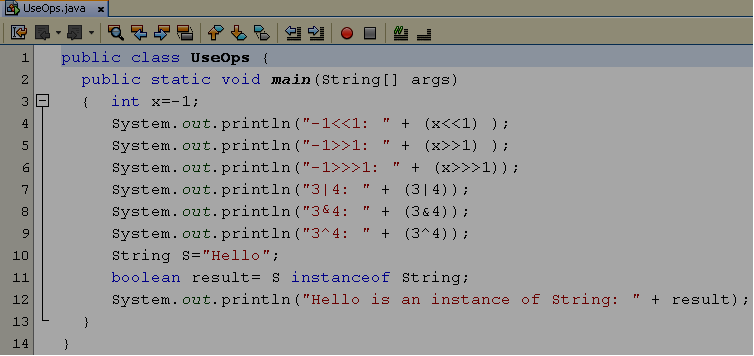 UseOps.java
1 public class UseOps {
2 public static void main(String[] args)
3 { int x=-1;
4 System.out.println("-1<<1: " + (x<<1) );
5 System.out.println("-1>>1: " + (x>>1) );
6 System.out.println("-1>>>1: " + (x>>>1));
7 System.out.println("3|4: " + (3|4));
8 System.out.println("3&4: " + (3&4));
9 System.out.println("3^4: " + (3^4));
10 String S="Hello";
11 boolean result= S instanceof String;
12 System.out.println("Hello is an instance of String: " + result);
13 }
14 }